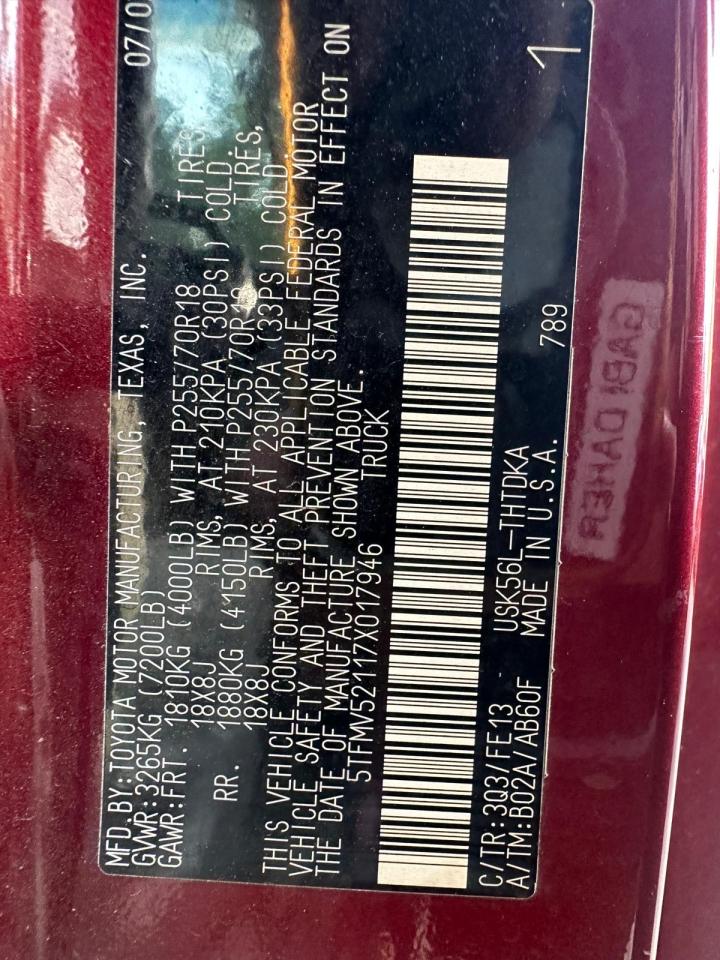 MFD.BY:TOYOTA MOTOR MANUFACTURING, TEXAS, INC. 07/0
GVWR:3265KG (7200LB)
GAWR:FRT. 1810KG (4000LB) WITH P255/70R18 TIRES,
18X8J RIMS, AT 210KPA (30PSI) COLD
RR. 1880KG (4150LB) WITH P255/70R18 TIRES,
18X8J RIMS, AT 230KPA (33PSI) COLD.
THIS VEHICLE CONFORMS TO ALL APPLICABLE FEDERAL MOTOR
VEHICLE SAFETY AND THEFT PREVENTION STANDARDS IN EFFECT ON
THE DATE OF MANUFACTURE SHOWN ABOVE.
5TFMV52117X017946 TRUCK
C/TR:3Q3/FE13 USK56L-THTDKA 789 1
A/TM:B02A/AB60F MADE IN U.S.A.
GABI DAHER